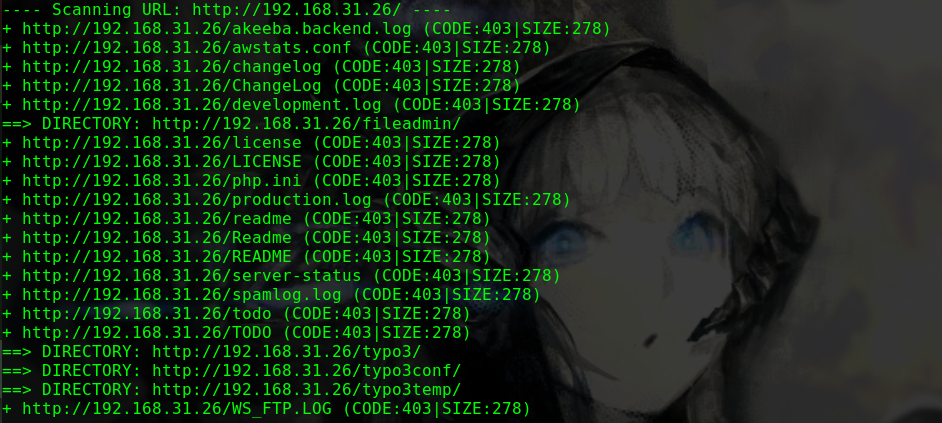 ---- Scanning URL: http://192.168.31.26/ ----
+ http://192.168.31.26/akeeba.backend.log (CODE:403|SIZE:278)
+ http://192.168.31.26/awstats.conf (CODE:403|SIZE:278)
+ http://192.168.31.26/changelog (CODE:403|SIZE:278)
+ http://192.168.31.26/ChangeLog (CODE:403|SIZE:278)
+ http://192.168.31.26/development.log (CODE:403|SIZE:278)
==> DIRECTORY: http://192.168.31.26/fileadmin/
+ http://192.168.31.26/license (CODE:403|SIZE:278)
+ http://192.168.31.26/LICENSE (CODE:403|SIZE:278)
+ http://192.168.31.26/php.ini (CODE:403|SIZE:278)
+ http://192.168.31.26/production.log (CODE:403|SIZE:278)
+ http://192.168.31.26/readme (CODE:403|SIZE:278)
+ http://192.168.31.26/Readme (CODE:403|SIZE:278)
+ http://192.168.31.26/README (CODE:403|SIZE:278)
+ http://192.168.31.26/server-status (CODE:403|SIZE:278)
+ http://192.168.31.26/spamlog.log (CODE:403|SIZE:278)
+ http://192.168.31.26/todo (CODE:403|SIZE:278)
+ http://192.168.31.26/TODO (CODE:403|SIZE:278)
==> DIRECTORY: http://192.168.31.26/typo3/
==> DIRECTORY: http://192.168.31.26/typo3conf/
==> DIRECTORY: http://192.168.31.26/typo3temp/
+ http://192.168.31.26/WS_FTP.LOG (CODE:403|SIZE:278)